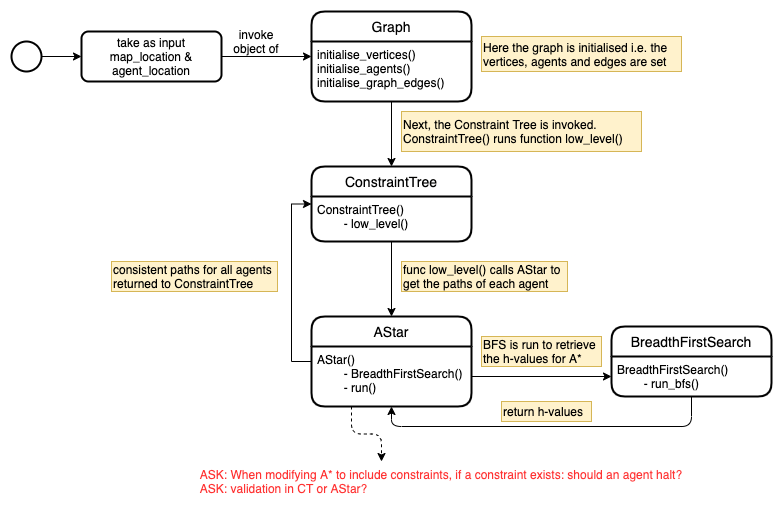 take as input
map_location &
agent_location
invoke
object of
Graph
initialise_vertices()
initialise_agents()
initialise_graph_edges()
Here the graph is initialised i.e. the
vertices, agents and edges are set
Next, the Constraint Tree is invoked.
ConstraintTree() runs function low_level()
ConstraintTree
ConstraintTree()
- low_level()
consistent paths for all agents
returned to ConstraintTree
func low_level() calls AStar to
get the paths of each agent
AStar
AStar()
- BreadthFirstSearch()
- run()
BFS is run to retrieve
the h-values for A*
BreadthFirstSearch
BreadthFirstSearch()
- run_bfs()
return h-values
ASK: When modifying A* to include constraints, if a constraint exists: should an agent halt?
ASK: validation in CT or AStar?